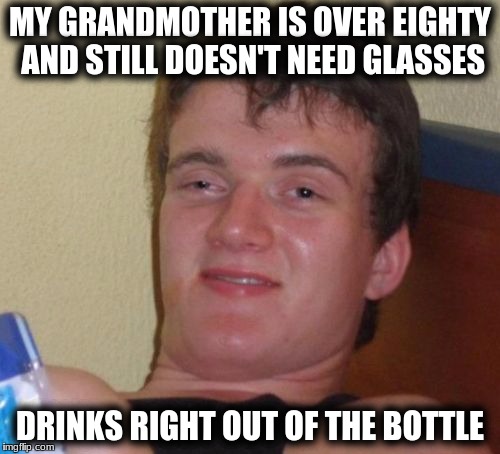 MY GRANDMOTHER IS OVER EIGHTY
AND STILL DOESN'T NEED GLASSES
DRINKS RIGHT OUT OF THE BOTTLE
imgflip.com